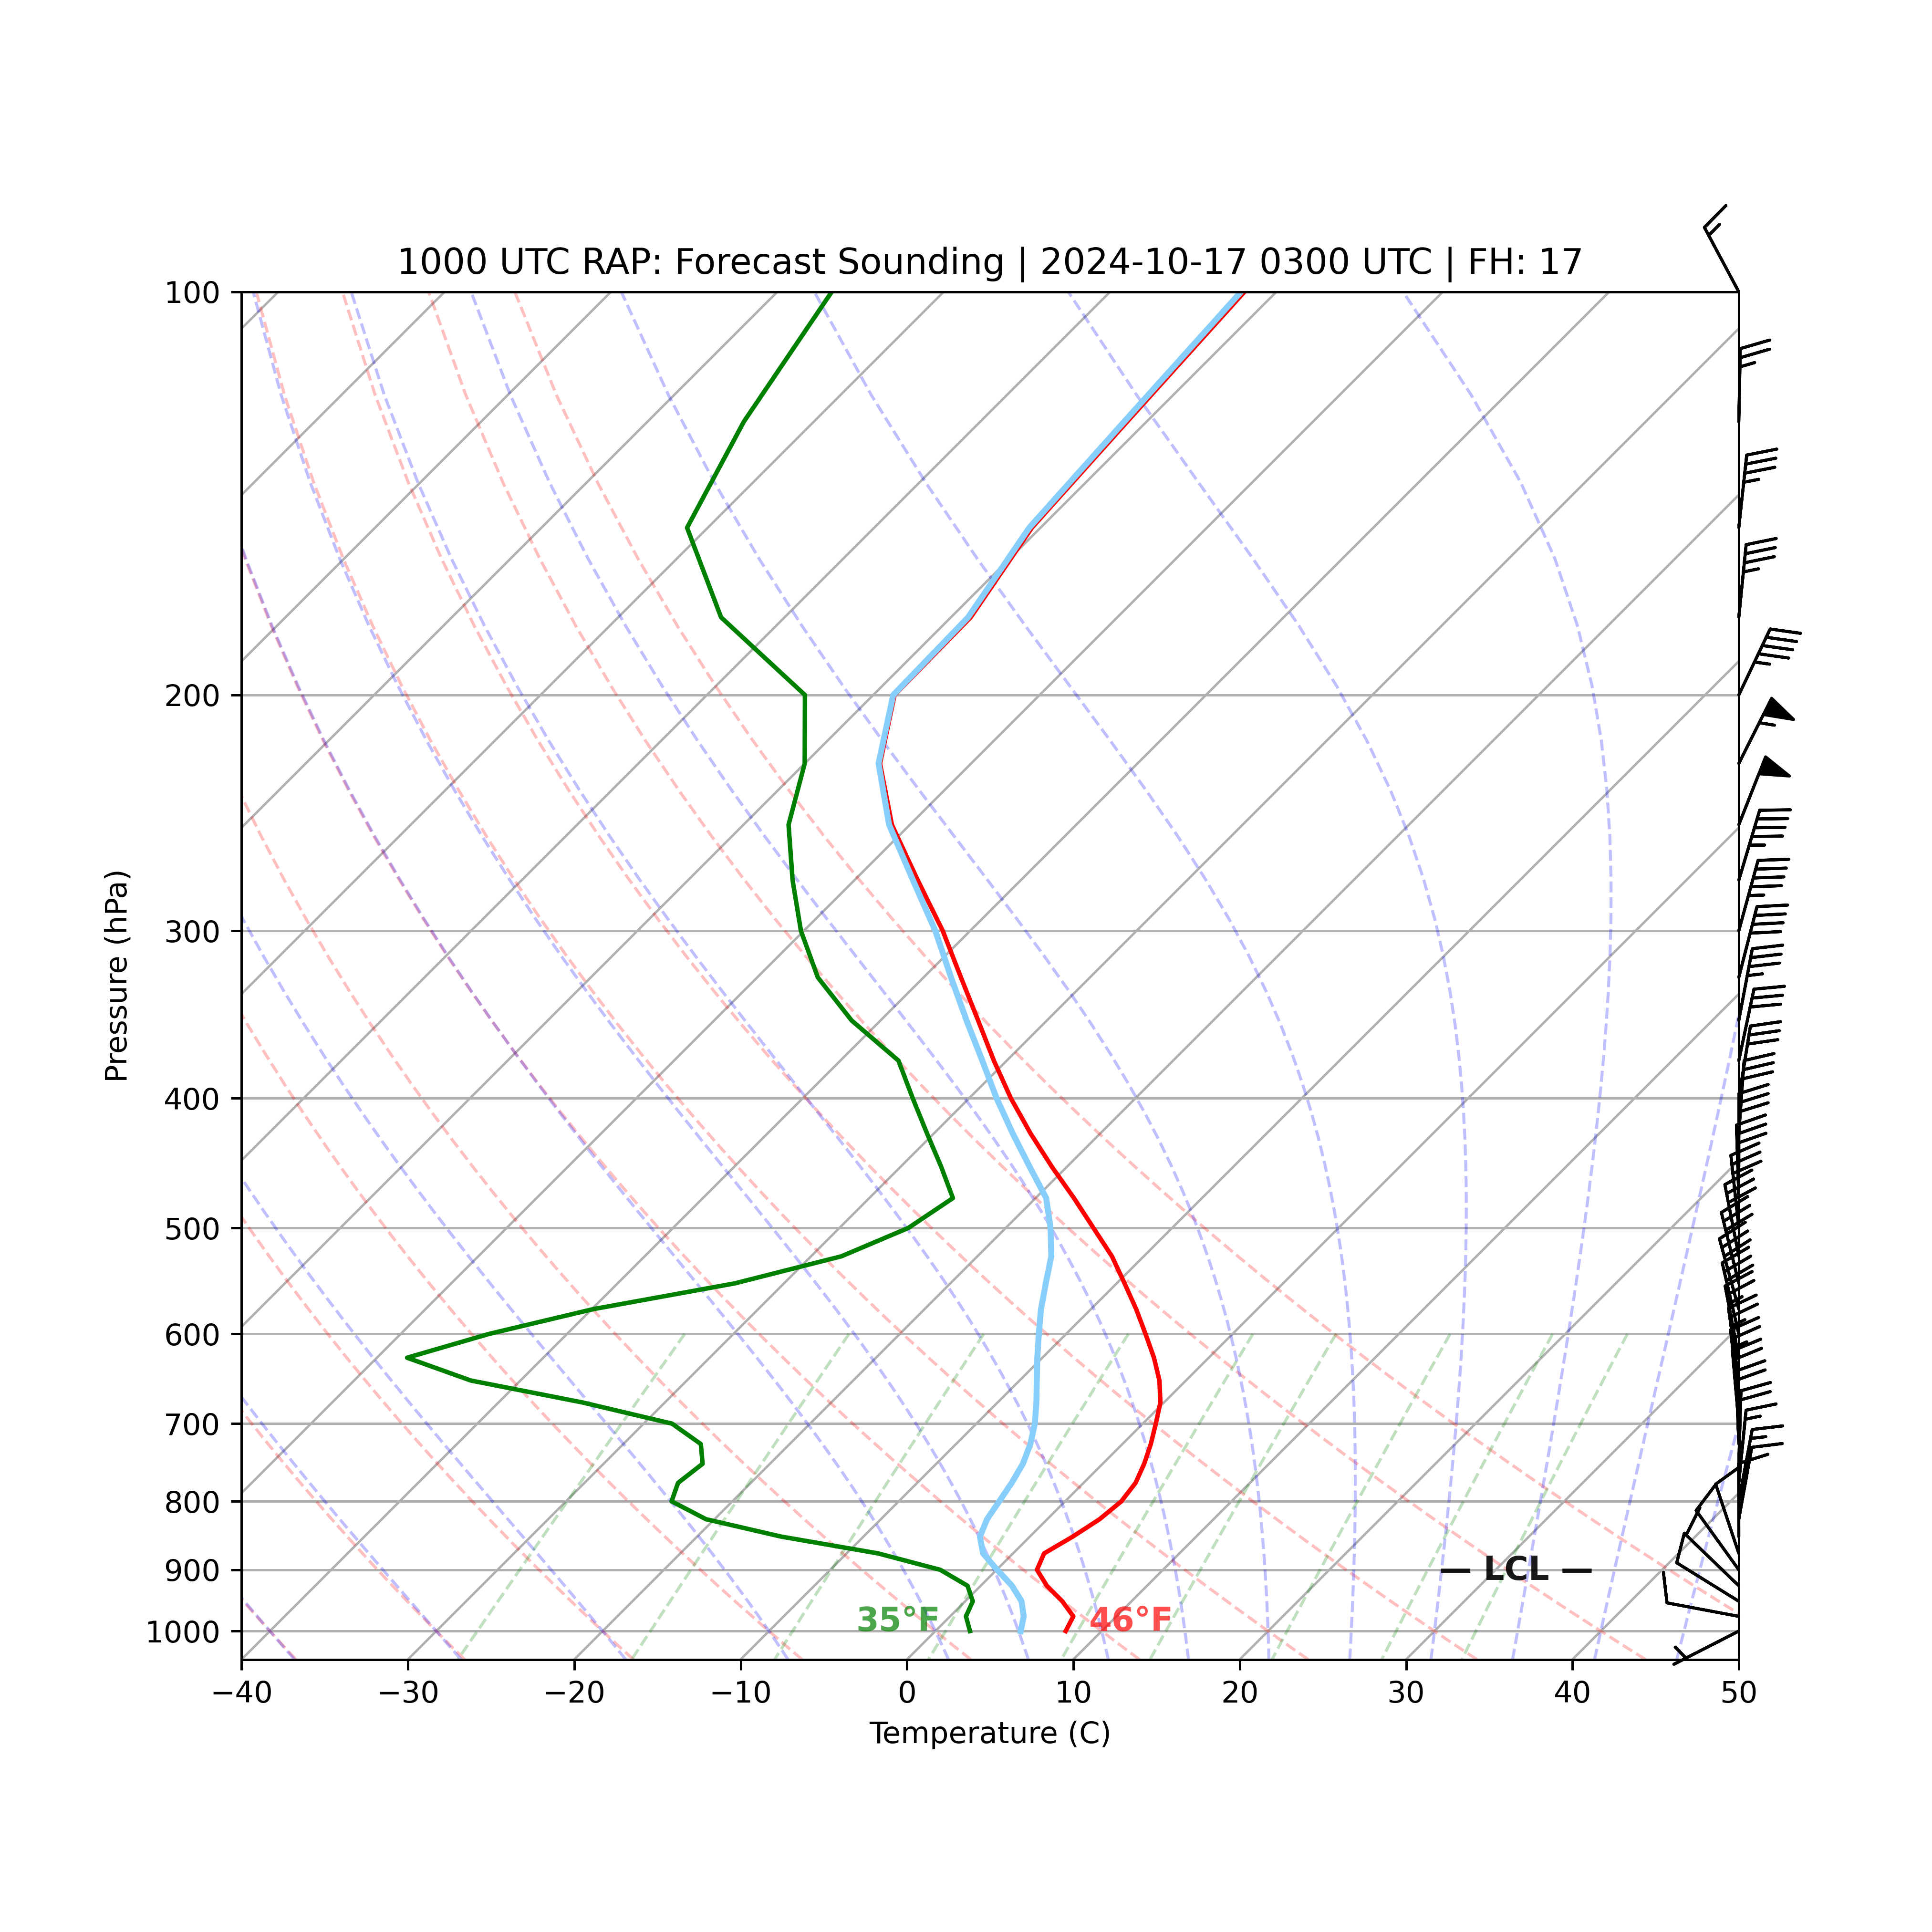 1000 UTC RAP: Forecast Sounding | 2024-10-17 0300 UTC | FH: 17
100
200
300
400
500
600
700
800
900
1000
Pressure (hPa)
— LCL —
35°F
46°F
−40 −30 −20 −10 0 10 20 30 40 50
Temperature (C)